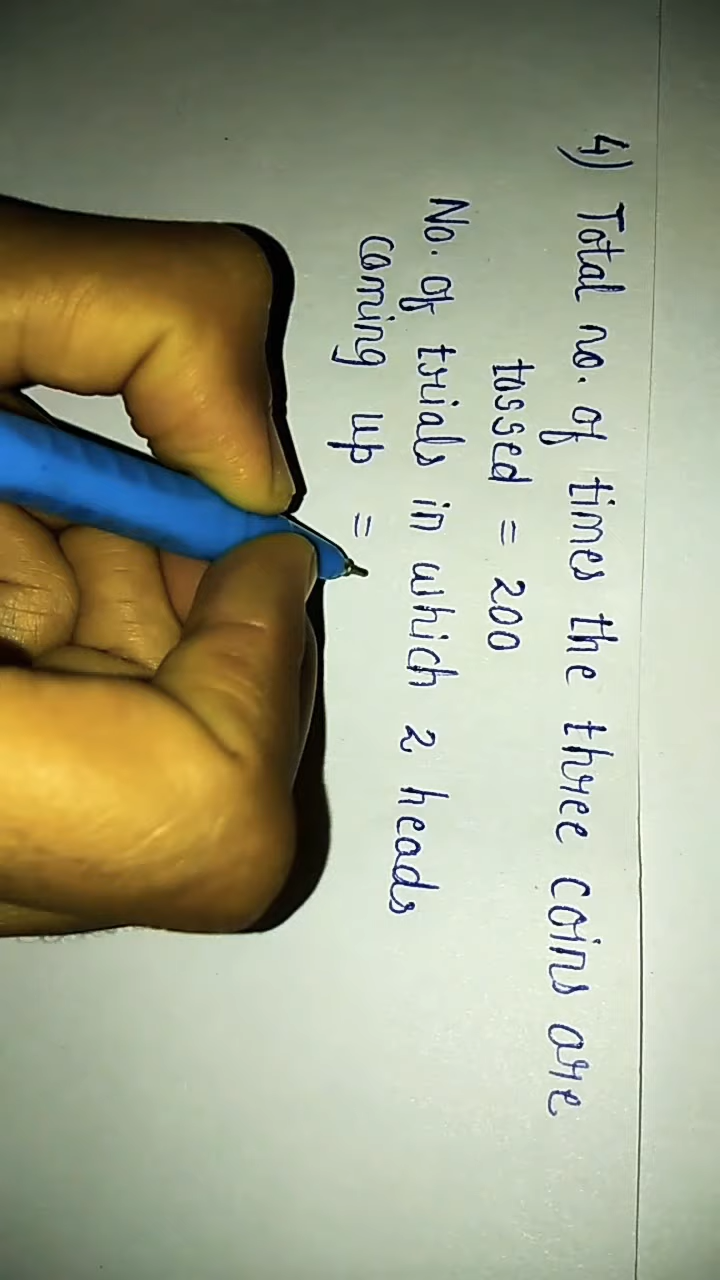 4) Total no. of times the three coins are
tossed = 200
No. of trials in which 2 heads
coming up =